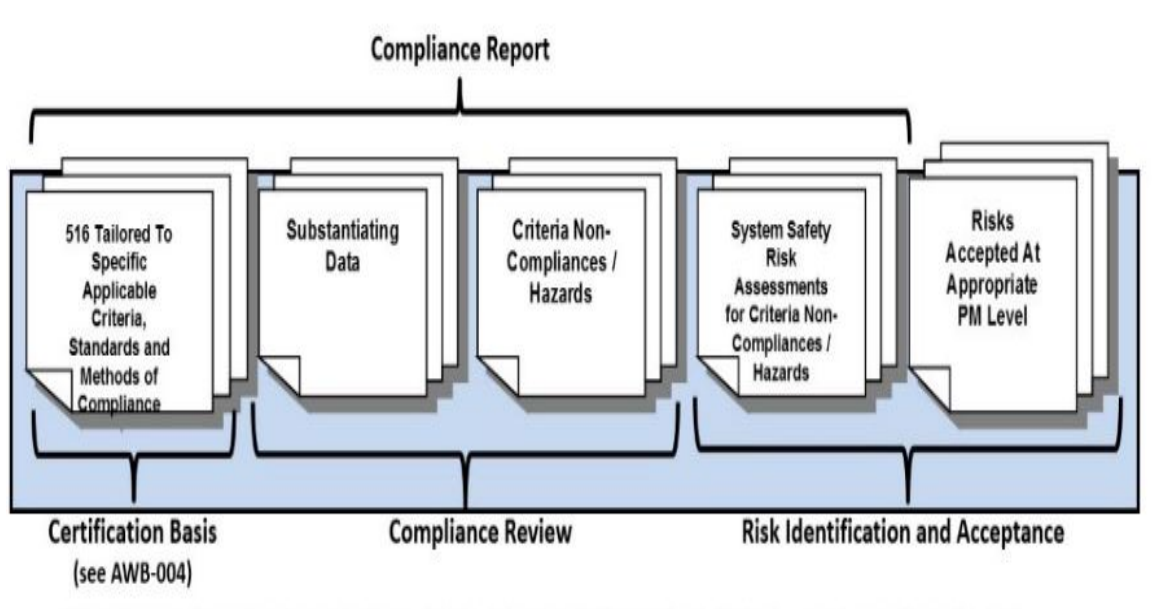 Compliance Report
516 Tailored To
Specific
Applicable
Criteria,
Standards and
Methods of
Compliance
Substantiating
Data
Criteria Non-
Compliances /
Hazards
System Safety
Risk
Assessments
for Criteria Non-
Compliances /
Hazards
Risks
Accepted At
Appropriate
PM Level
Certification Basis
(see AWB-004)
Compliance Review
Risk Identification and Acceptance